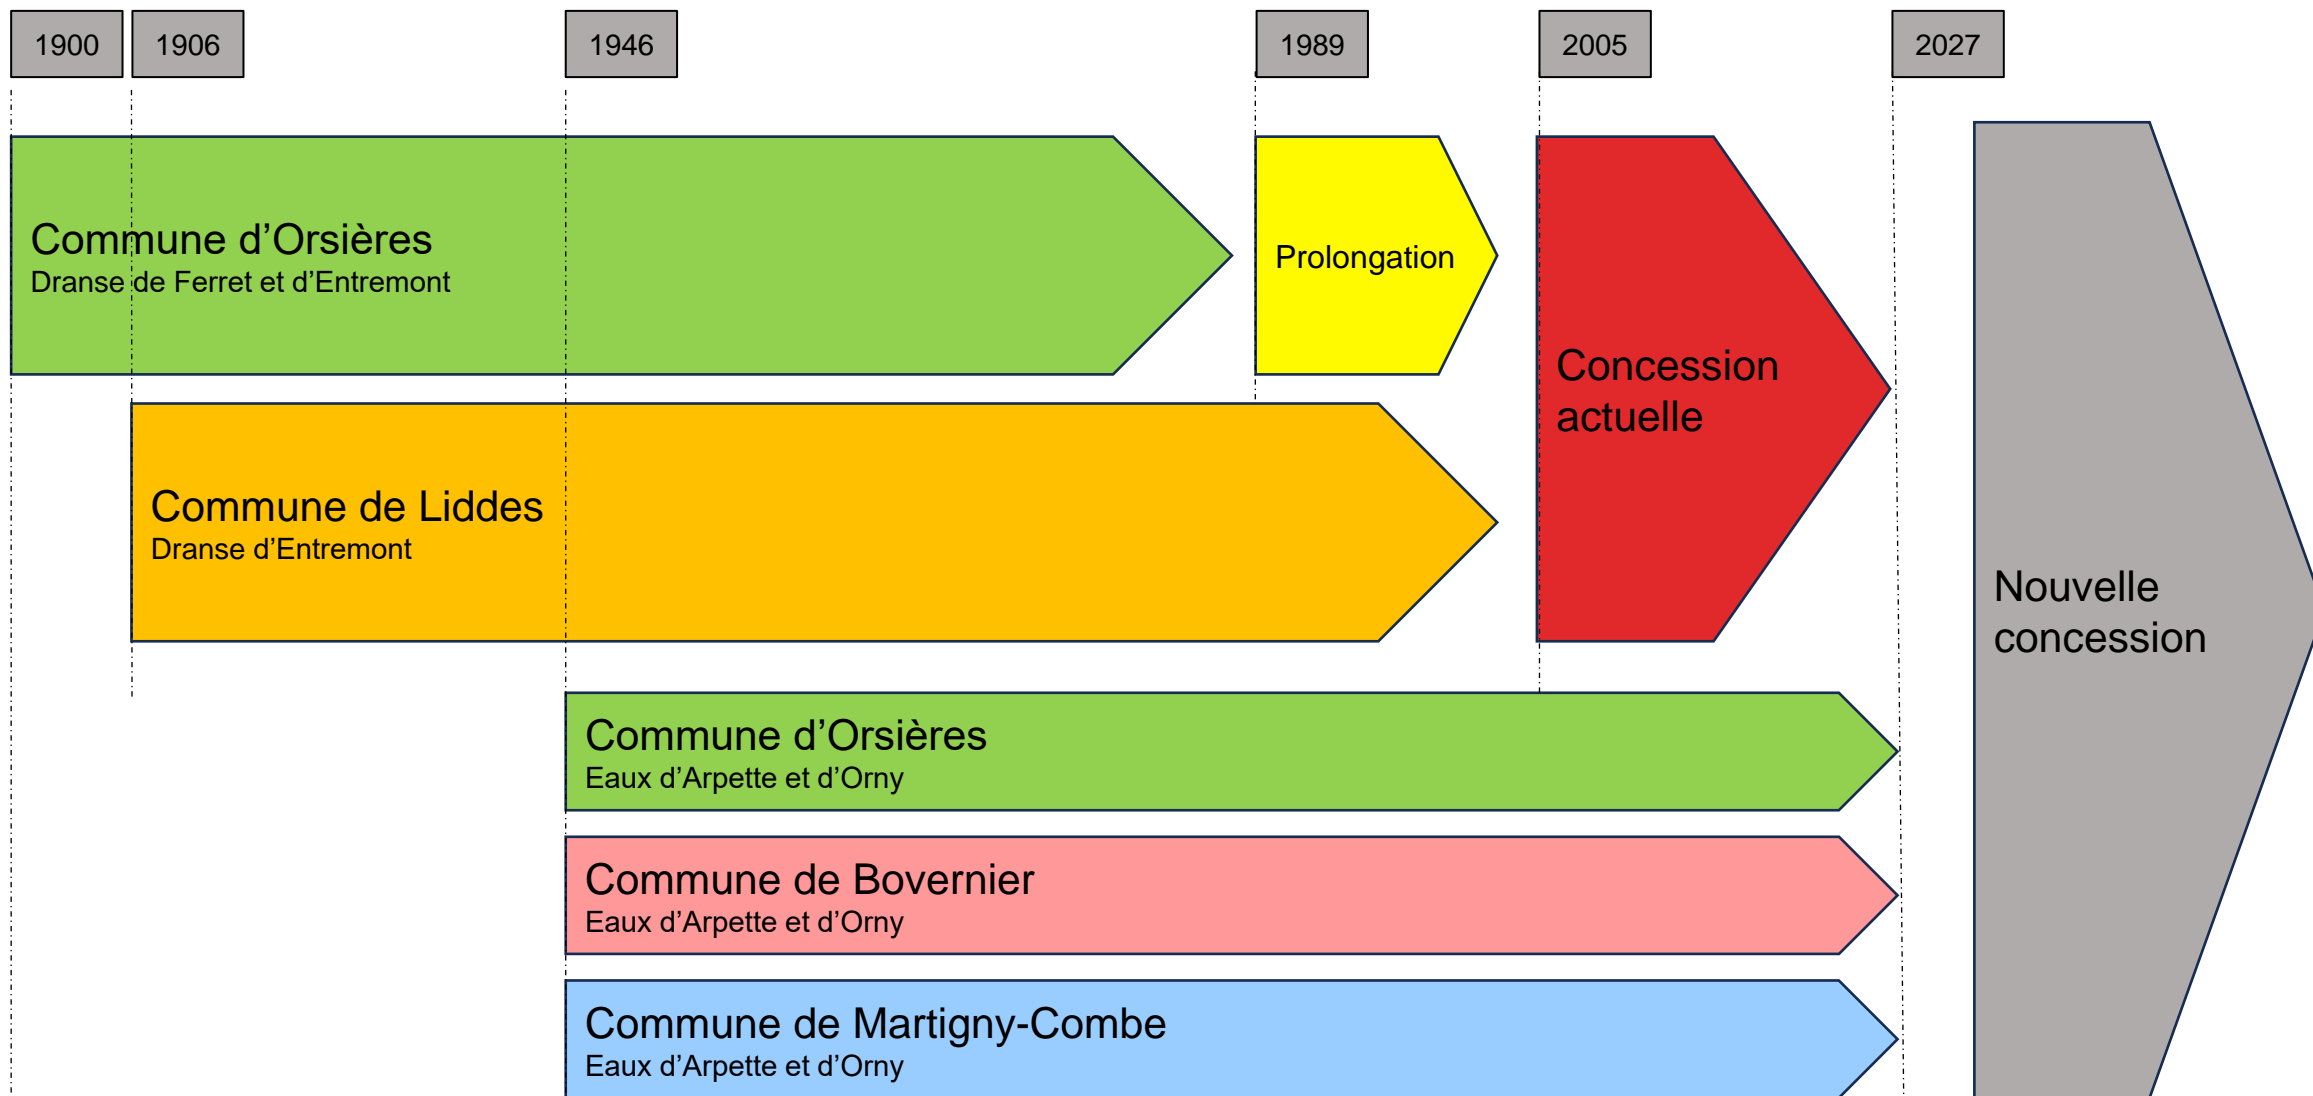 1900
1906
1946
1989
2005
2027
Commune d’Orsières
Dranse de Ferret et d’Entremont
Prolongation
Concession
actuelle
Commune de Liddes
Dranse d’Entremont
Nouvelle
concession
Commune d’Orsières
Eaux d’Arpette et d’Orny
Commune de Bovernier
Eaux d’Arpette et d’Orny
Commune de Martigny-Combe
Eaux d’Arpette et d’Orny